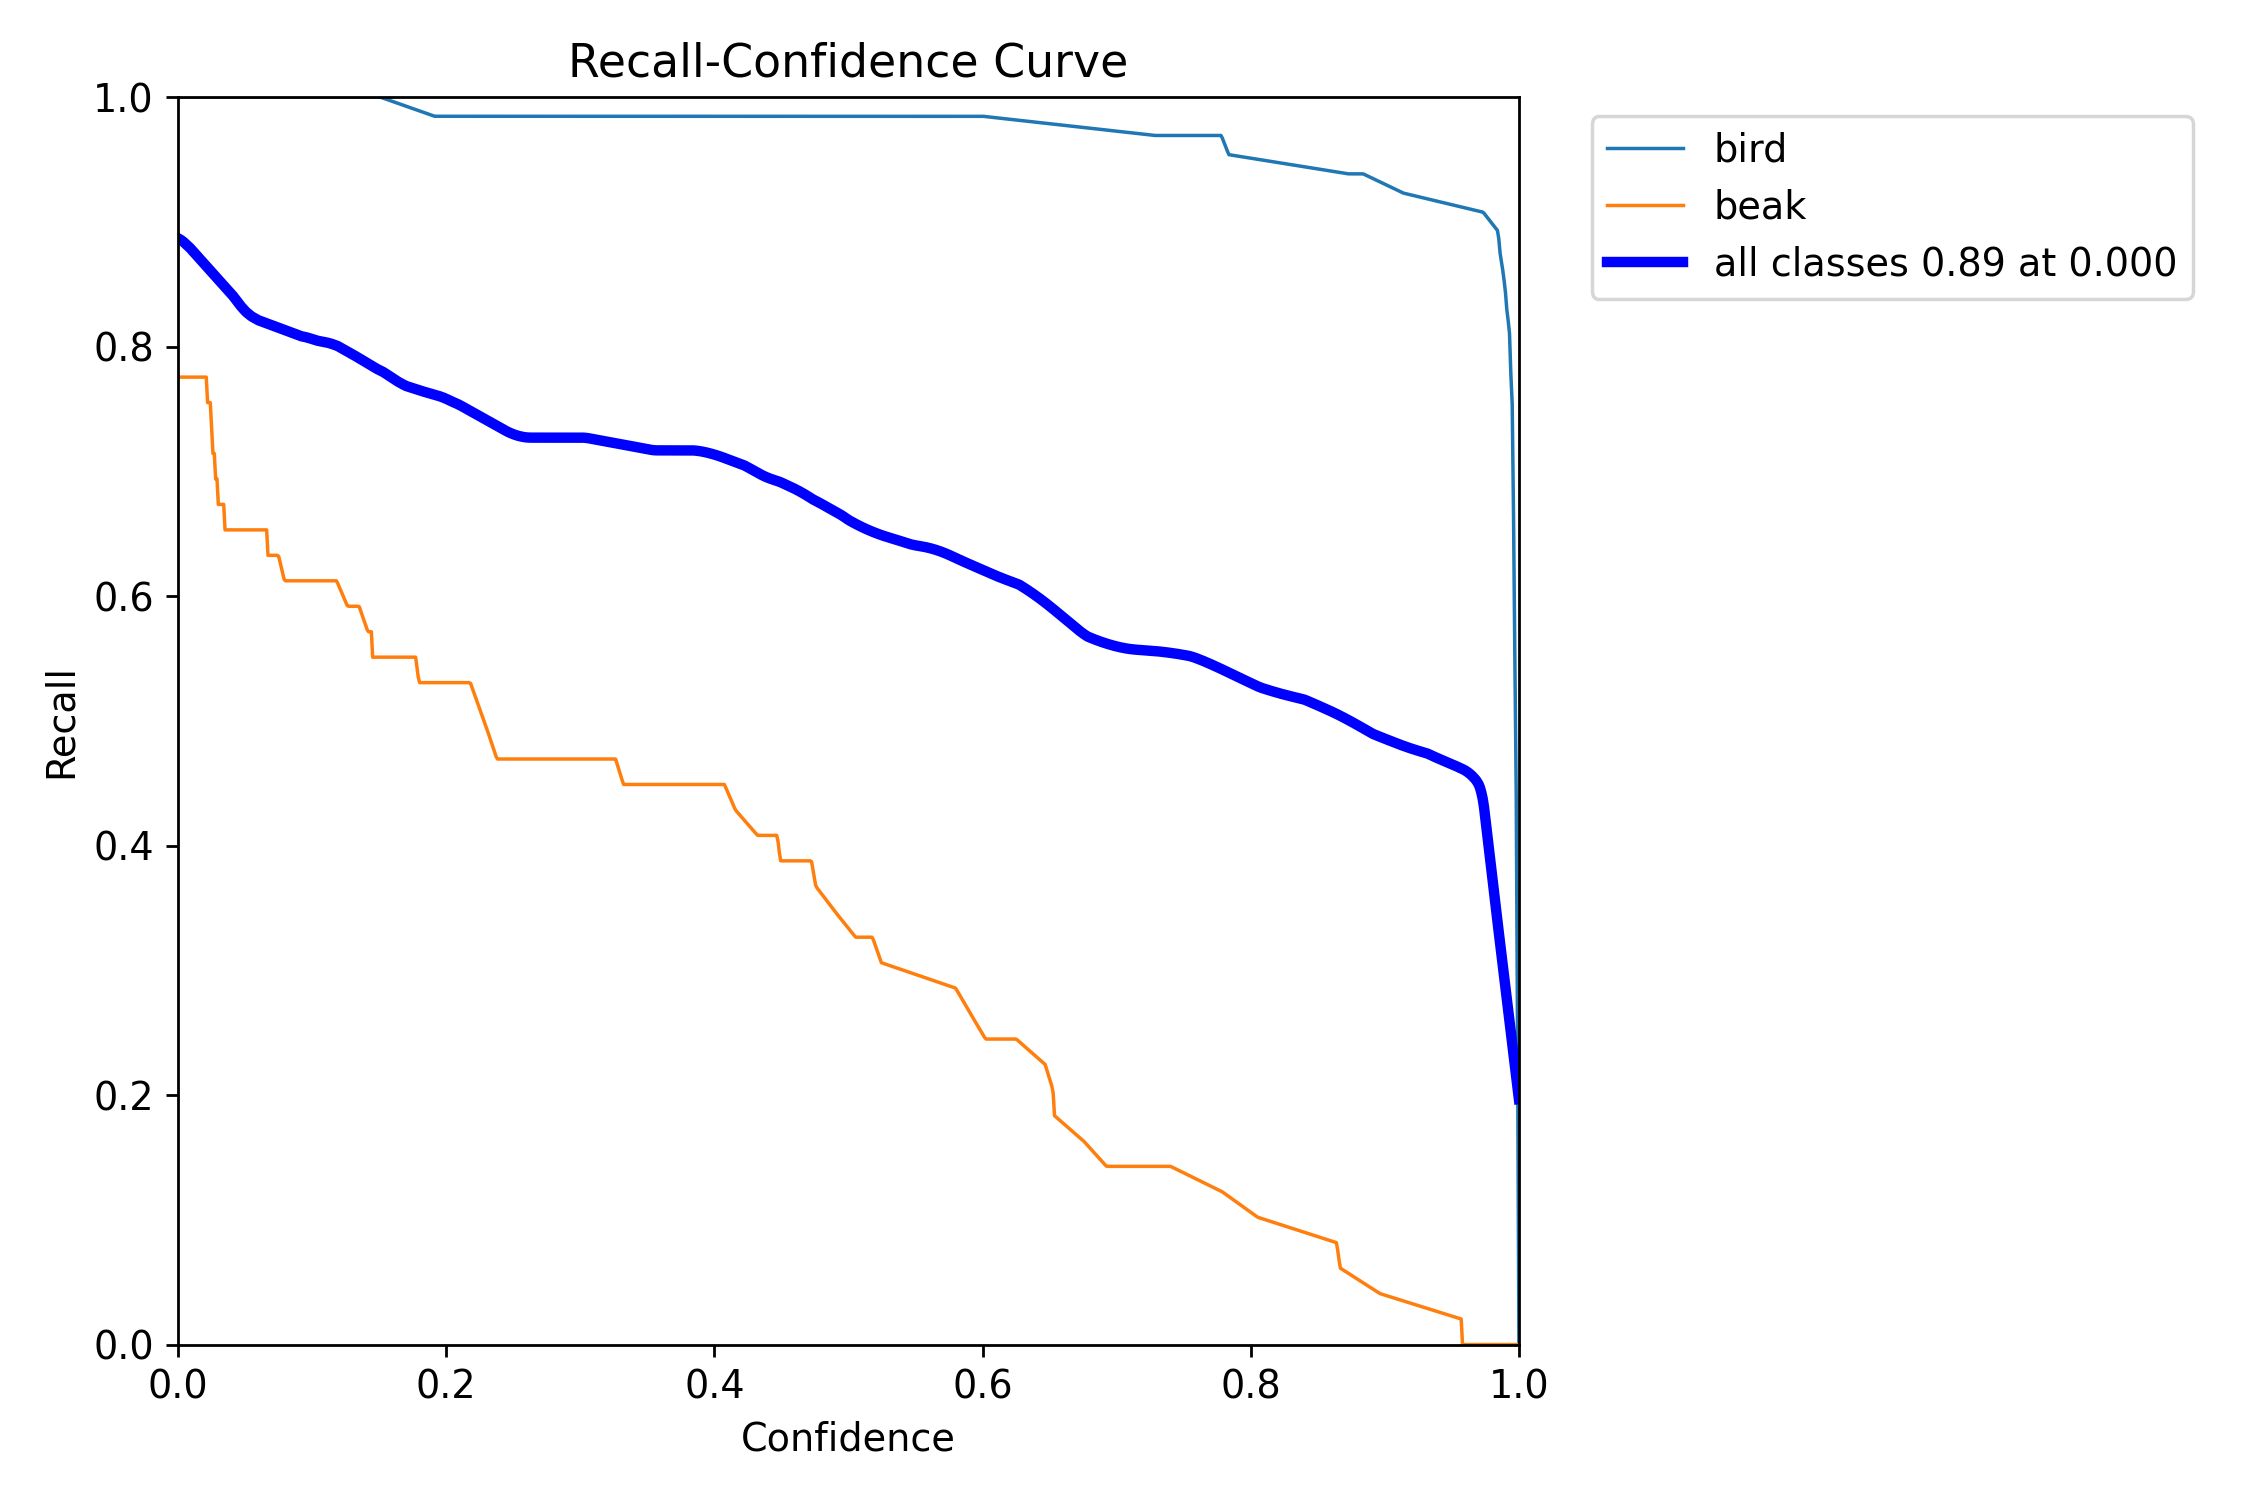 Recall-Confidence Curve
1.0
0.8
0.6
0.4
0.2
0.0
Recall
0.0 0.2 0.4 0.6 0.8 1.0
Confidence
bird
beak
all classes 0.89 at 0.000